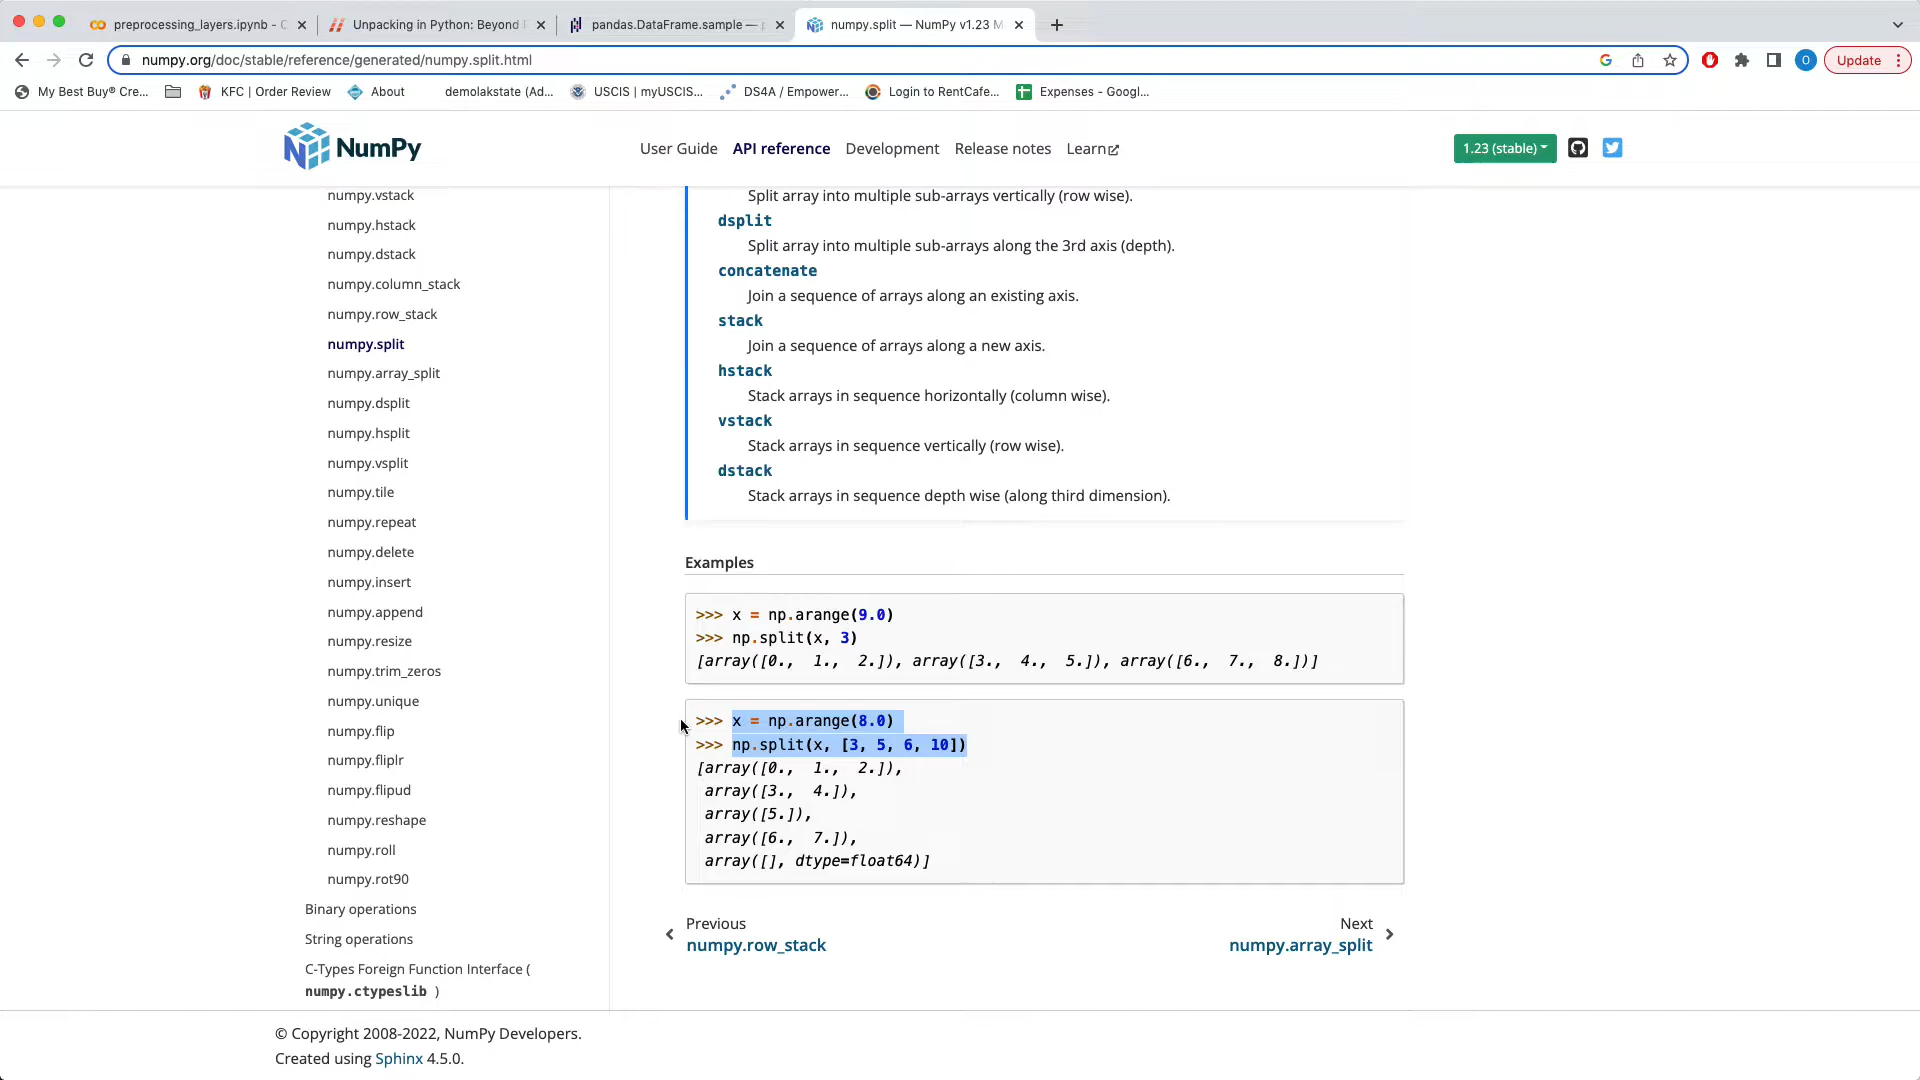 preprocessing_layers.ipynb - C
Unpacking in Python: Beyond P
pandas.DataFrame.sample — p
numpy.split — NumPy v1.23 M
numpy.org/doc/stable/reference/generated/numpy.split.html
O
Update
My Best Buy® Cre...
KFC | Order Review
About
demolakstate (Ad...
USCIS | myUSCIS...
DS4A / Empower...
Login to RentCafe...
Expenses - Googl...
NumPy
User Guide
API reference
Development
Release notes
Learn
1.23 (stable)
numpy.vstack
numpy.hstack
numpy.dstack
numpy.column_stack
numpy.row_stack
numpy.split
numpy.array_split
numpy.dsplit
numpy.hsplit
numpy.vsplit
numpy.tile
numpy.repeat
numpy.delete
numpy.insert
numpy.append
numpy.resize
numpy.trim_zeros
numpy.unique
numpy.flip
numpy.fliplr
numpy.flipud
numpy.reshape
numpy.roll
numpy.rot90
Binary operations
String operations
C-Types Foreign Function Interface (
numpy.ctypeslib )
Split array into multiple sub-arrays vertically (row wise).
dsplit
Split array into multiple sub-arrays along the 3rd axis (depth).
concatenate
Join a sequence of arrays along an existing axis.
stack
Join a sequence of arrays along a new axis.
hstack
Stack arrays in sequence horizontally (column wise).
vstack
Stack arrays in sequence vertically (row wise).
dstack
Stack arrays in sequence depth wise (along third dimension).
Examples
>>> x = np.arange(9.0)
>>> np.split(x, 3)
[array([0.,  1.,  2.]), array([3.,  4.,  5.]), array([6.,  7.,  8.])]
>>> x = np.arange(8.0)
>>> np.split(x, [3, 5, 6, 10])
[array([0.,  1.,  2.]),
array([3.,  4.]),
array([5.]),
array([6.,  7.]),
array([], dtype=float64)]
Previous
numpy.row_stack
Next
numpy.array_split
© Copyright 2008-2022, NumPy Developers.
Created using Sphinx 4.5.0.